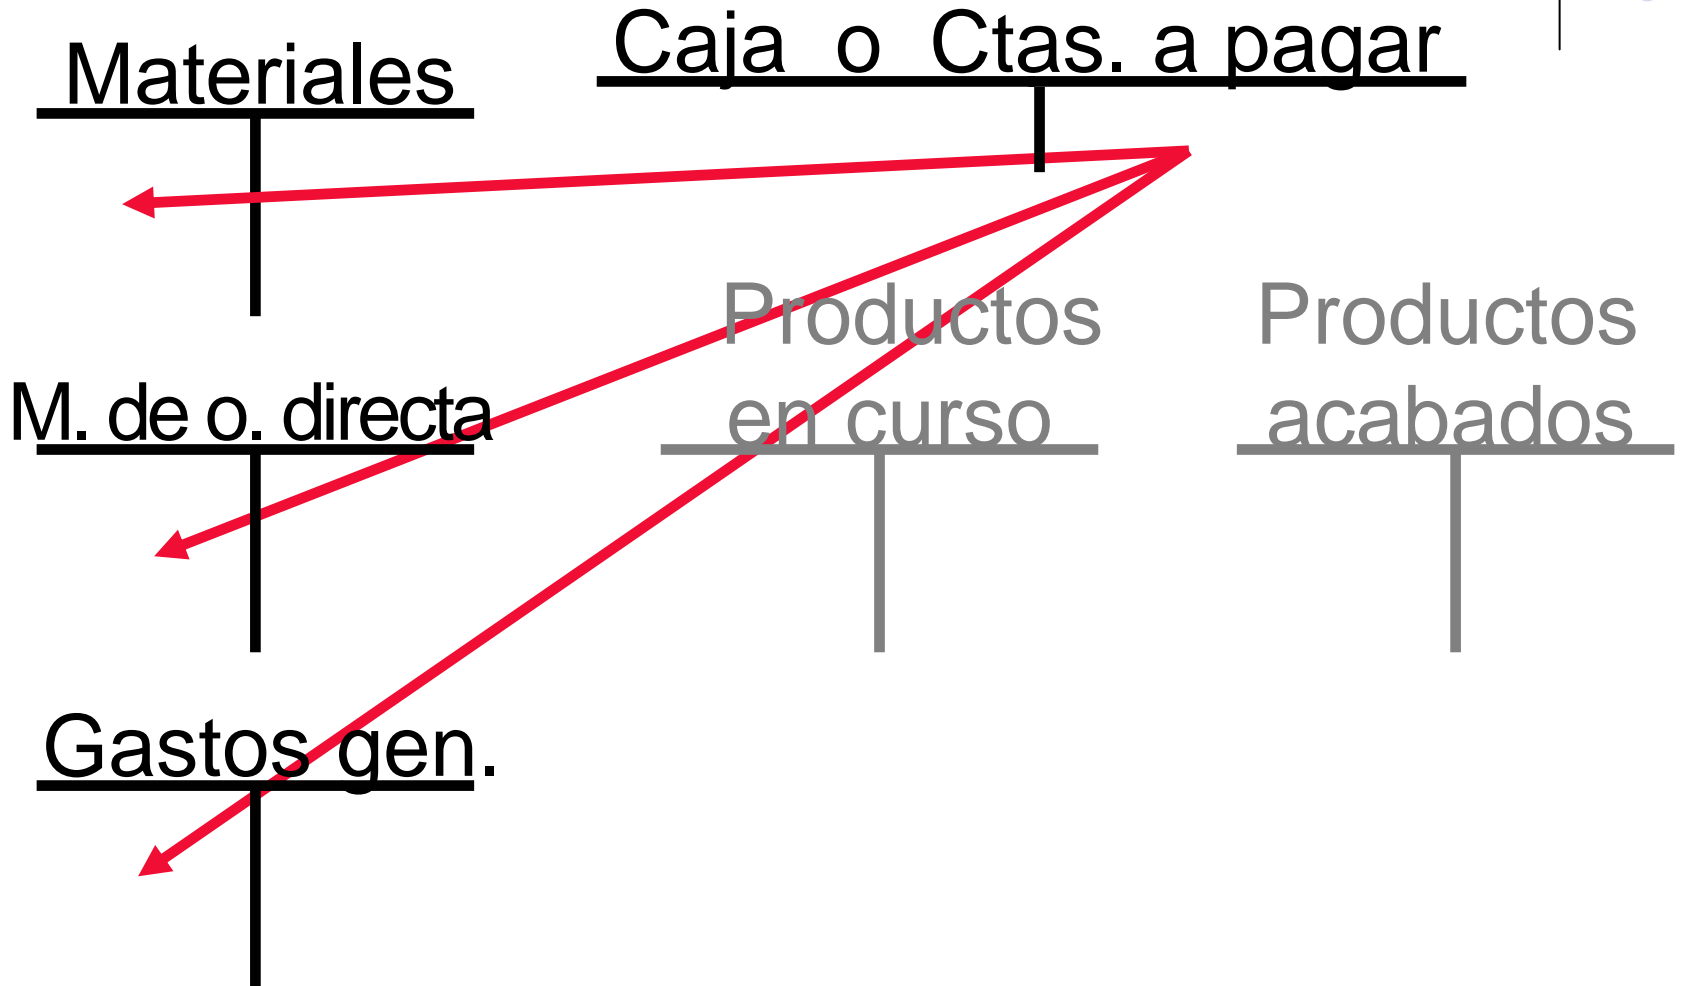 Caja o Ctas. a pagar
Materiales
Productos
en curso
Productos
acabados
M. de o. directa
Gastos gen.